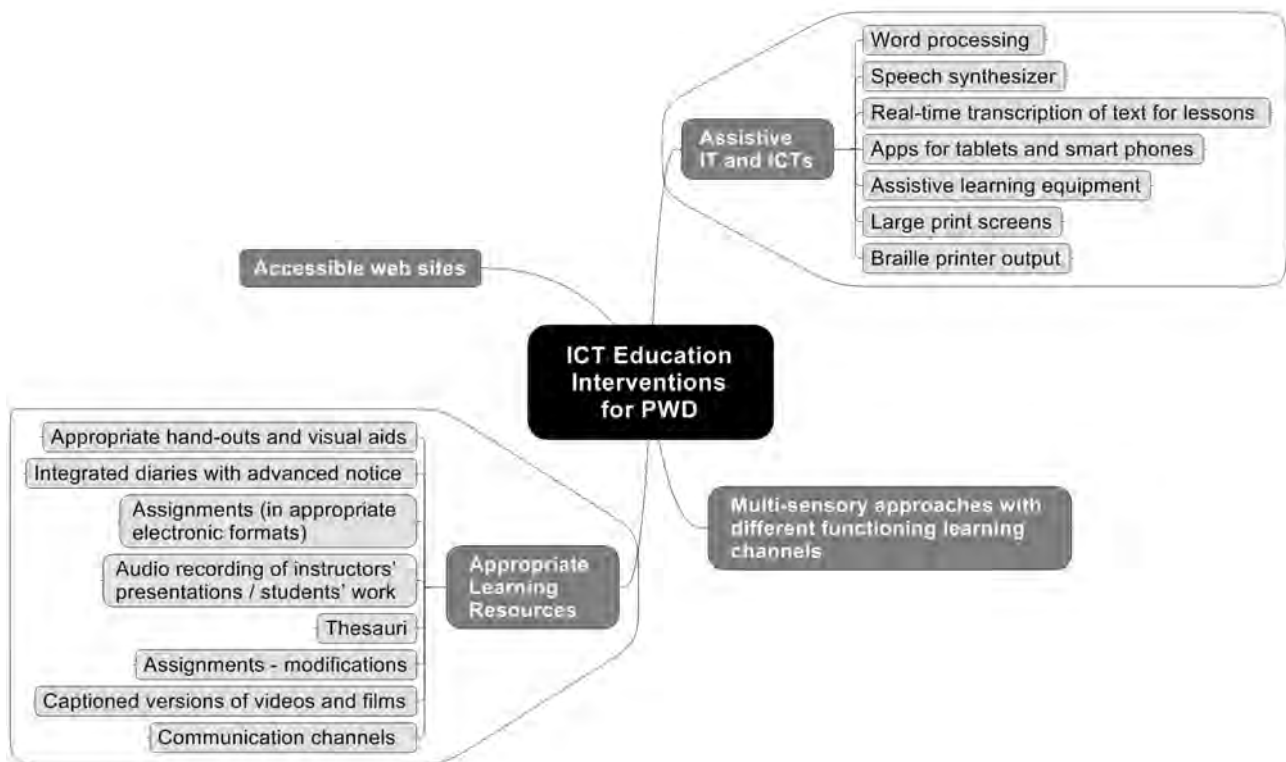 Word processing
Speech synthesizer
Real-time transcription of text for lessons
Assistive
IT and ICTs
Apps for tablets and smart phones
Assistive learning equipment
Large print screens
Braille printer output
Accessible web sites
ICT Education
Interventions
for PWD
Appropriate hand-outs and visual aids
Integrated diaries with advanced notice
Assignments (in appropriate
electronic formats)
Audio recording of instructors'
presentations / students' work
Thesauri
Assignments - modifications
Captioned versions of videos and films
Communication channels
Appropriate
Learning
Resources
Multi-sensory approaches with
different functioning learning
channels